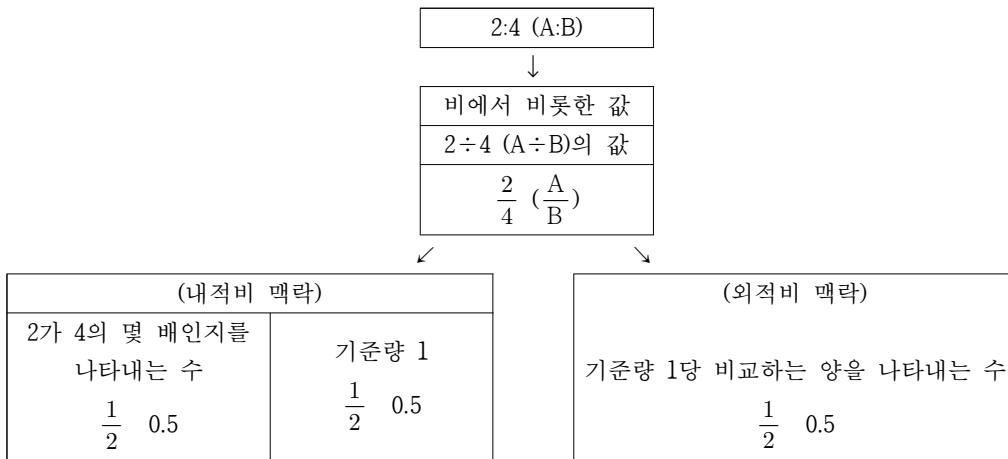 2:4 (A:B)
↓
비에서 비롯한 값
2÷4 (A÷B)의 값
2/4 (A/B)
↙ ↘
(내적비 맥락)
2가 4의 몇 배인지를
나타내는 수
1/2 0.5
기준량 1
1/2 0.5
(외적비 맥락)
기준량 1당 비교하는 양을 나타내는 수
1/2 0.5